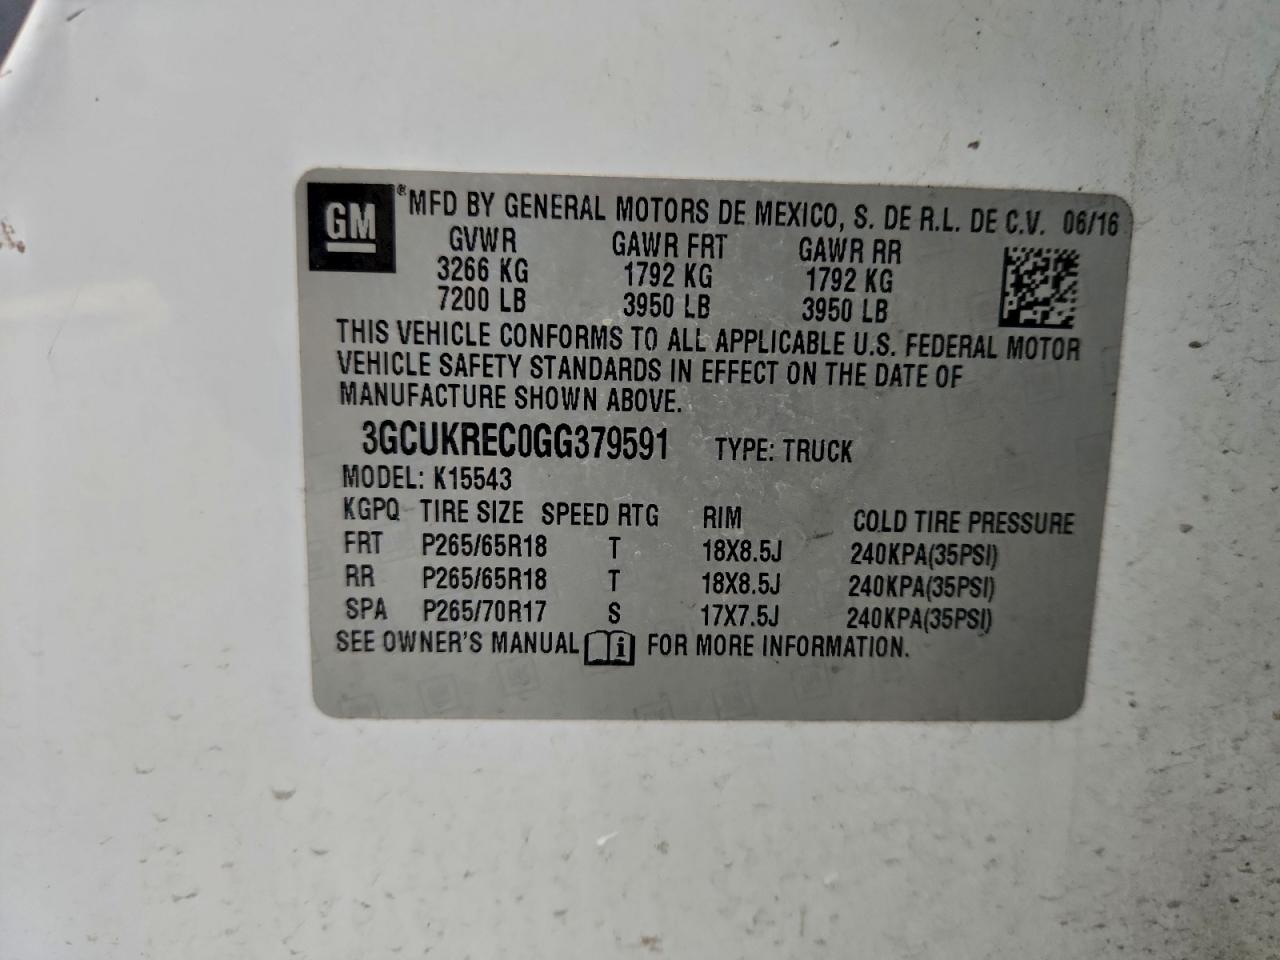 GM ® MFD BY GENERAL MOTORS DE MEXICO, S. DE R.L. DE C.V. 06/16
GVWR GAWR FRT GAWR RR
3266 KG 1792 KG 1792 KG
7200 LB 3950 LB 3950 LB
THIS VEHICLE CONFORMS TO ALL APPLICABLE U.S. FEDERAL MOTOR
VEHICLE SAFETY STANDARDS IN EFFECT ON THE DATE OF
MANUFACTURE SHOWN ABOVE.
3GCUKREC0GG379591 TYPE: TRUCK
MODEL: K15543
KGPQ TIRE SIZE SPEED RTG RIM COLD TIRE PRESSURE
FRT P265/65R18 T 18X8.5J 240KPA(35PSI)
RR P265/65R18 T 18X8.5J 240KPA(35PSI)
SPA P265/70R17 S 17X7.5J 240KPA(35PSI)
SEE OWNER'S MANUAL i FOR MORE INFORMATION.